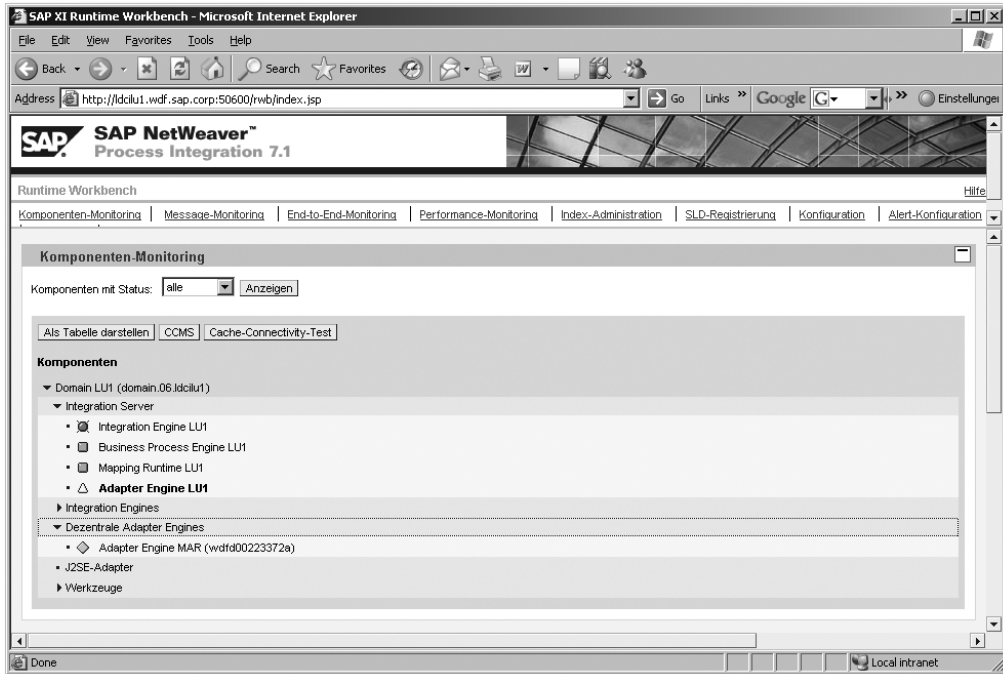 SAP XI Runtime Workbench - Microsoft Internet Explorer
File Edit View Favorites Tools Help
Back Search Favorites
Address http://ldcilu1.wdf.sap.corp:50600/rwb/index.jsp Go Links » Google G » Einstellungen
SAP SAP NetWeaver™
Process Integration 7.1
Runtime Workbench Hilfe
Komponenten-Monitoring | Message-Monitoring | End-to-End-Monitoring | Performance-Monitoring | Index-Administration | SLD-Registrierung | Konfiguration | Alert-Konfiguration
Komponenten-Monitoring
Komponenten mit Status: alle Anzeigen
Als Tabelle darstellen CCMS Cache-Connectivity-Test
Komponenten
Domain LU1 (domain.06.ldcilu1)
Integration Server
Integration Engine LU1
Business Process Engine LU1
Mapping Runtime LU1
Adapter Engine LU1
Integration Engines
Dezentrale Adapter Engines
Adapter Engine MAR (wdfd00223372a)
J2SE-Adapter
Werkzeuge
Done Local intranet